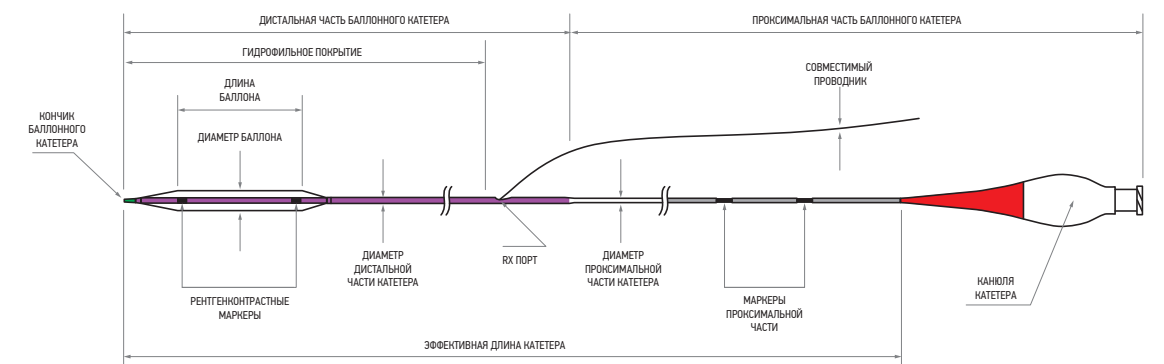 ДИСТАЛЬНАЯ ЧАСТЬ БАЛЛОННОГО КАТЕТЕРА
ПРОКСИМАЛЬНАЯ ЧАСТЬ БАЛЛОННОГО КАТЕТЕРА
ГИДРОФИЛЬНОЕ ПОКРЫТИЕ
СОВМЕСТИМЫЙ
ПРОВОДНИК
ДЛИНА
БАЛЛОНА
КОНЧИК
БАЛЛОННОГО
КАТЕТЕРА
ДИАМЕТР БАЛЛОНА
РЕНТГЕНКОНТРАСТНЫЕ
МАРКЕРЫ
ДИАМЕТР
ДИСТАЛЬНОЙ
ЧАСТИ КАТЕТЕРА
RX ПОРТ
ДИАМЕТР
ПРОКСИМАЛЬНОЙ
ЧАСТИ КАТЕТЕРА
МАРКЕРЫ
ПРОКСИМАЛЬНОЙ
ЧАСТИ
КАНЮЛЯ
КАТЕТЕРА
ЭФФЕКТИВНАЯ ДЛИНА КАТЕТЕРА